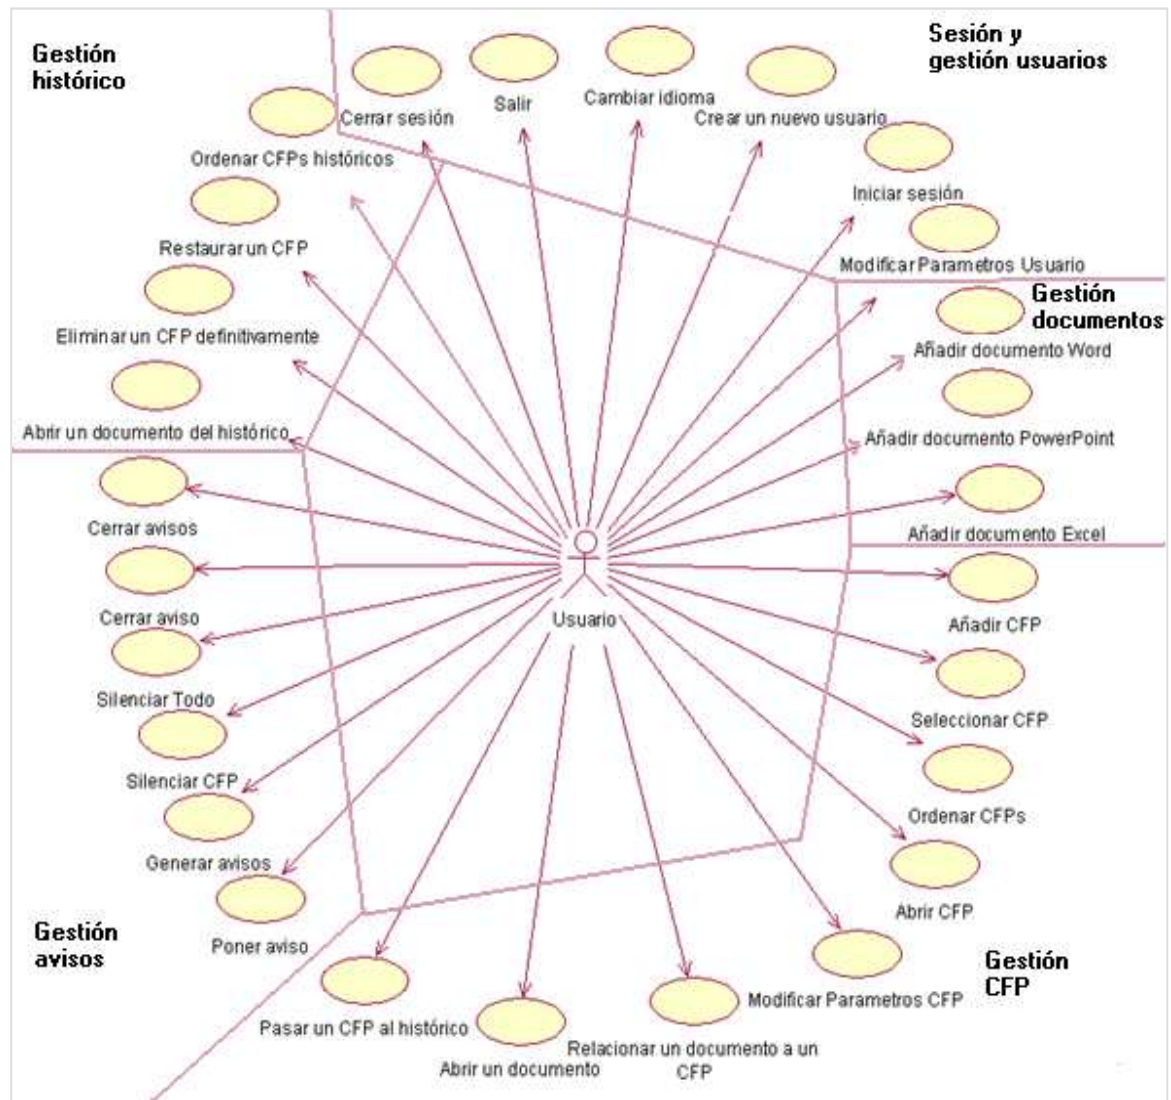 Gestión
histórico
Sesión y
gestión usuarios
Cerrar sesión
Salir
Cambiar idioma
Crear un nuevo usuario
Ordenar CFPs históricos
Iniciar sesión
Restaurar un CFP
Modificar Parametros Usuario
Gestión
documentos
Eliminar un CFP definitivamente
Añadir documento Word
Abrir un documento del histórico
Añadir documento PowerPoint
Cerrar avisos
Añadir documento Excel
Cerrar aviso
Usuario
Añadir CFP
Silenciar Todo
Seleccionar CFP
Silenciar CFP
Ordenar CFPs
Generar avisos
Abrir CFP
Gestión
avisos
Poner aviso
Gestión
CFP
Modificar Parametros CFP
Pasar un CFP al histórico
Abrir un documento
Relacionar un documento a un
CFP